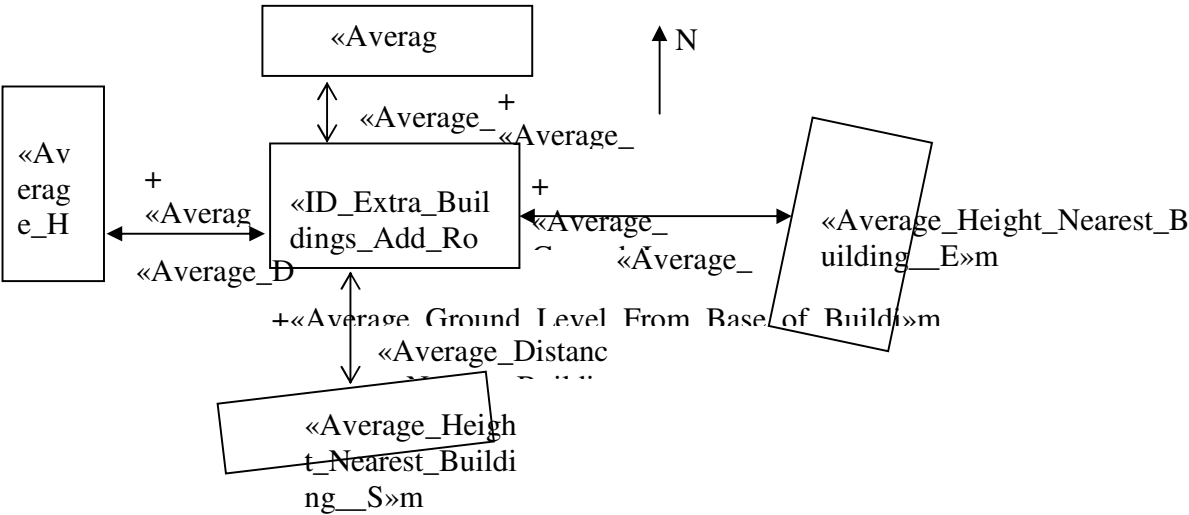 «Averag
N
«Average_
+
«Average_
«Av
erag
e_H
+
«Averag
«Average_D
«ID_Extra_Buil
dings_Add_Ro
+
«Average_
«Average_
«Average_Height_Nearest_B
uilding__E»m
+«Average_Ground_Level_From_Base_of_Buildi»m
«Average_Distanc
«Average_Heigh
t_Nearest_Buildi
ng__S»m